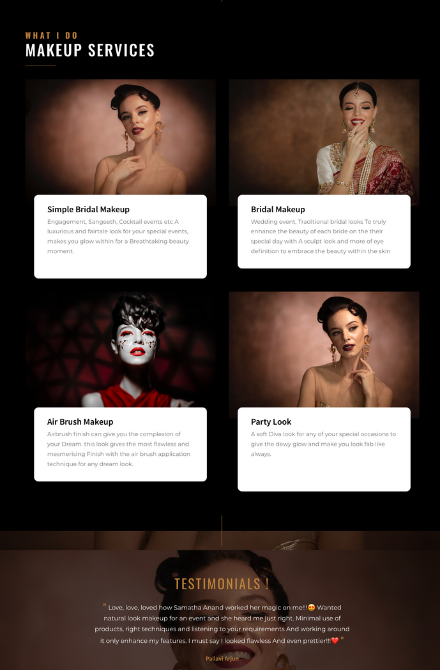 WHAT I DO
MAKEUP SERVICES
Simple Bridal Makeup
Engagement, Sangeeth, Cocktail events etc A
luxurious and fairtale look for your special events,
makes you glow within for a Breathtaking beauty
moment.
Bridal Makeup
Wedding event, Traditional bridal looks To truly
enhance the beauty of each bride on the their
special day with A sculpt look and more of eye
definition to embrace the beauty within the skin
Air Brush Makeup
Airbrush finish can give you the complexion of
your Dream. this look gives the most flawless and
mesmerising Finish with the air brush application
technique for any dream look.
Party Look
A soft Diva look for any of your special occasions to
give the dewy glow and make you look fab like
always.
TESTIMONIALS !
" Love, love, loved how Samatha Anand worked her magic on me!! 😍 Wanted
natural look makeup for an event and she heard me just right, Minimal use of
products, right techniques and listening to your requirements And working around
it only enhance my features. I must say I looked flawless And even prettier!!!❤️ "
Pallavi Arjun